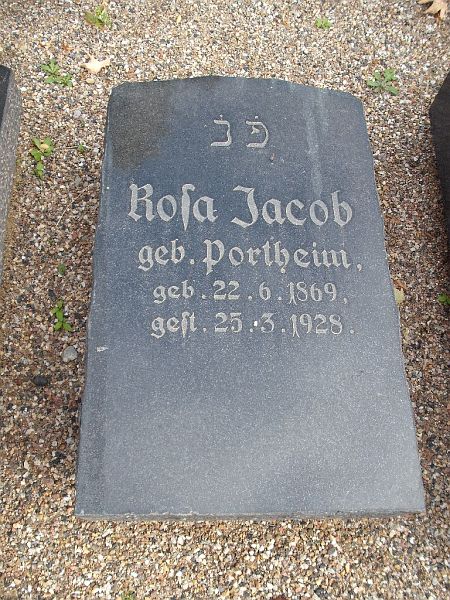 פ נ
Rosa Jacob
geb. Portheim,
geb. 22. 6. 1869,
gest. 25. 3. 1928.